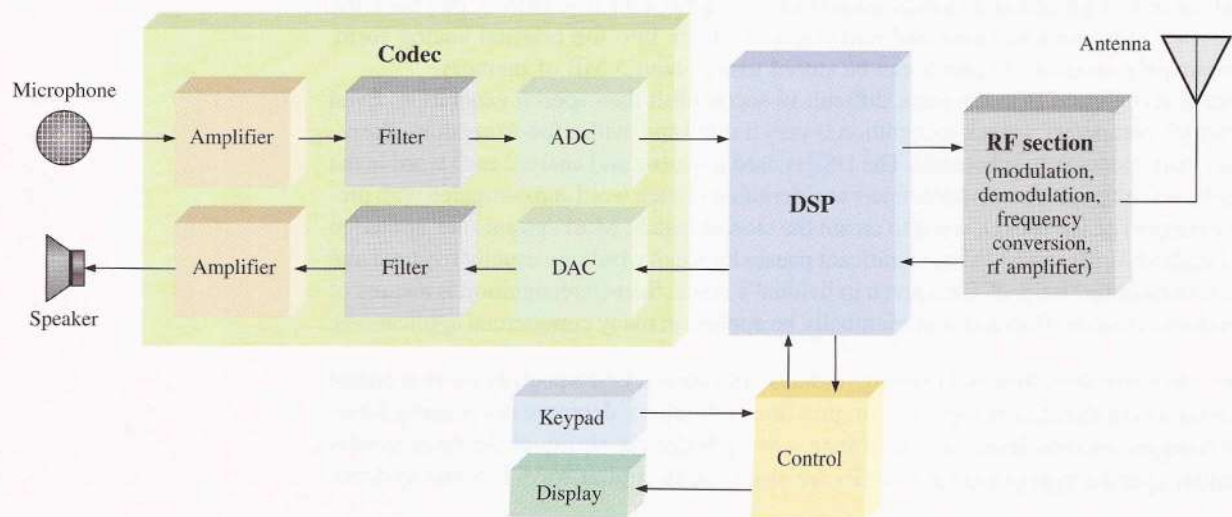 Codec
Antenna
Microphone
Amplifier
Filter
ADC
RF section
(modulation,
demodulation,
frequency
conversion,
rf amplifier)
DSP
Amplifier
Filter
DAC
Speaker
Keypad
Control
Display